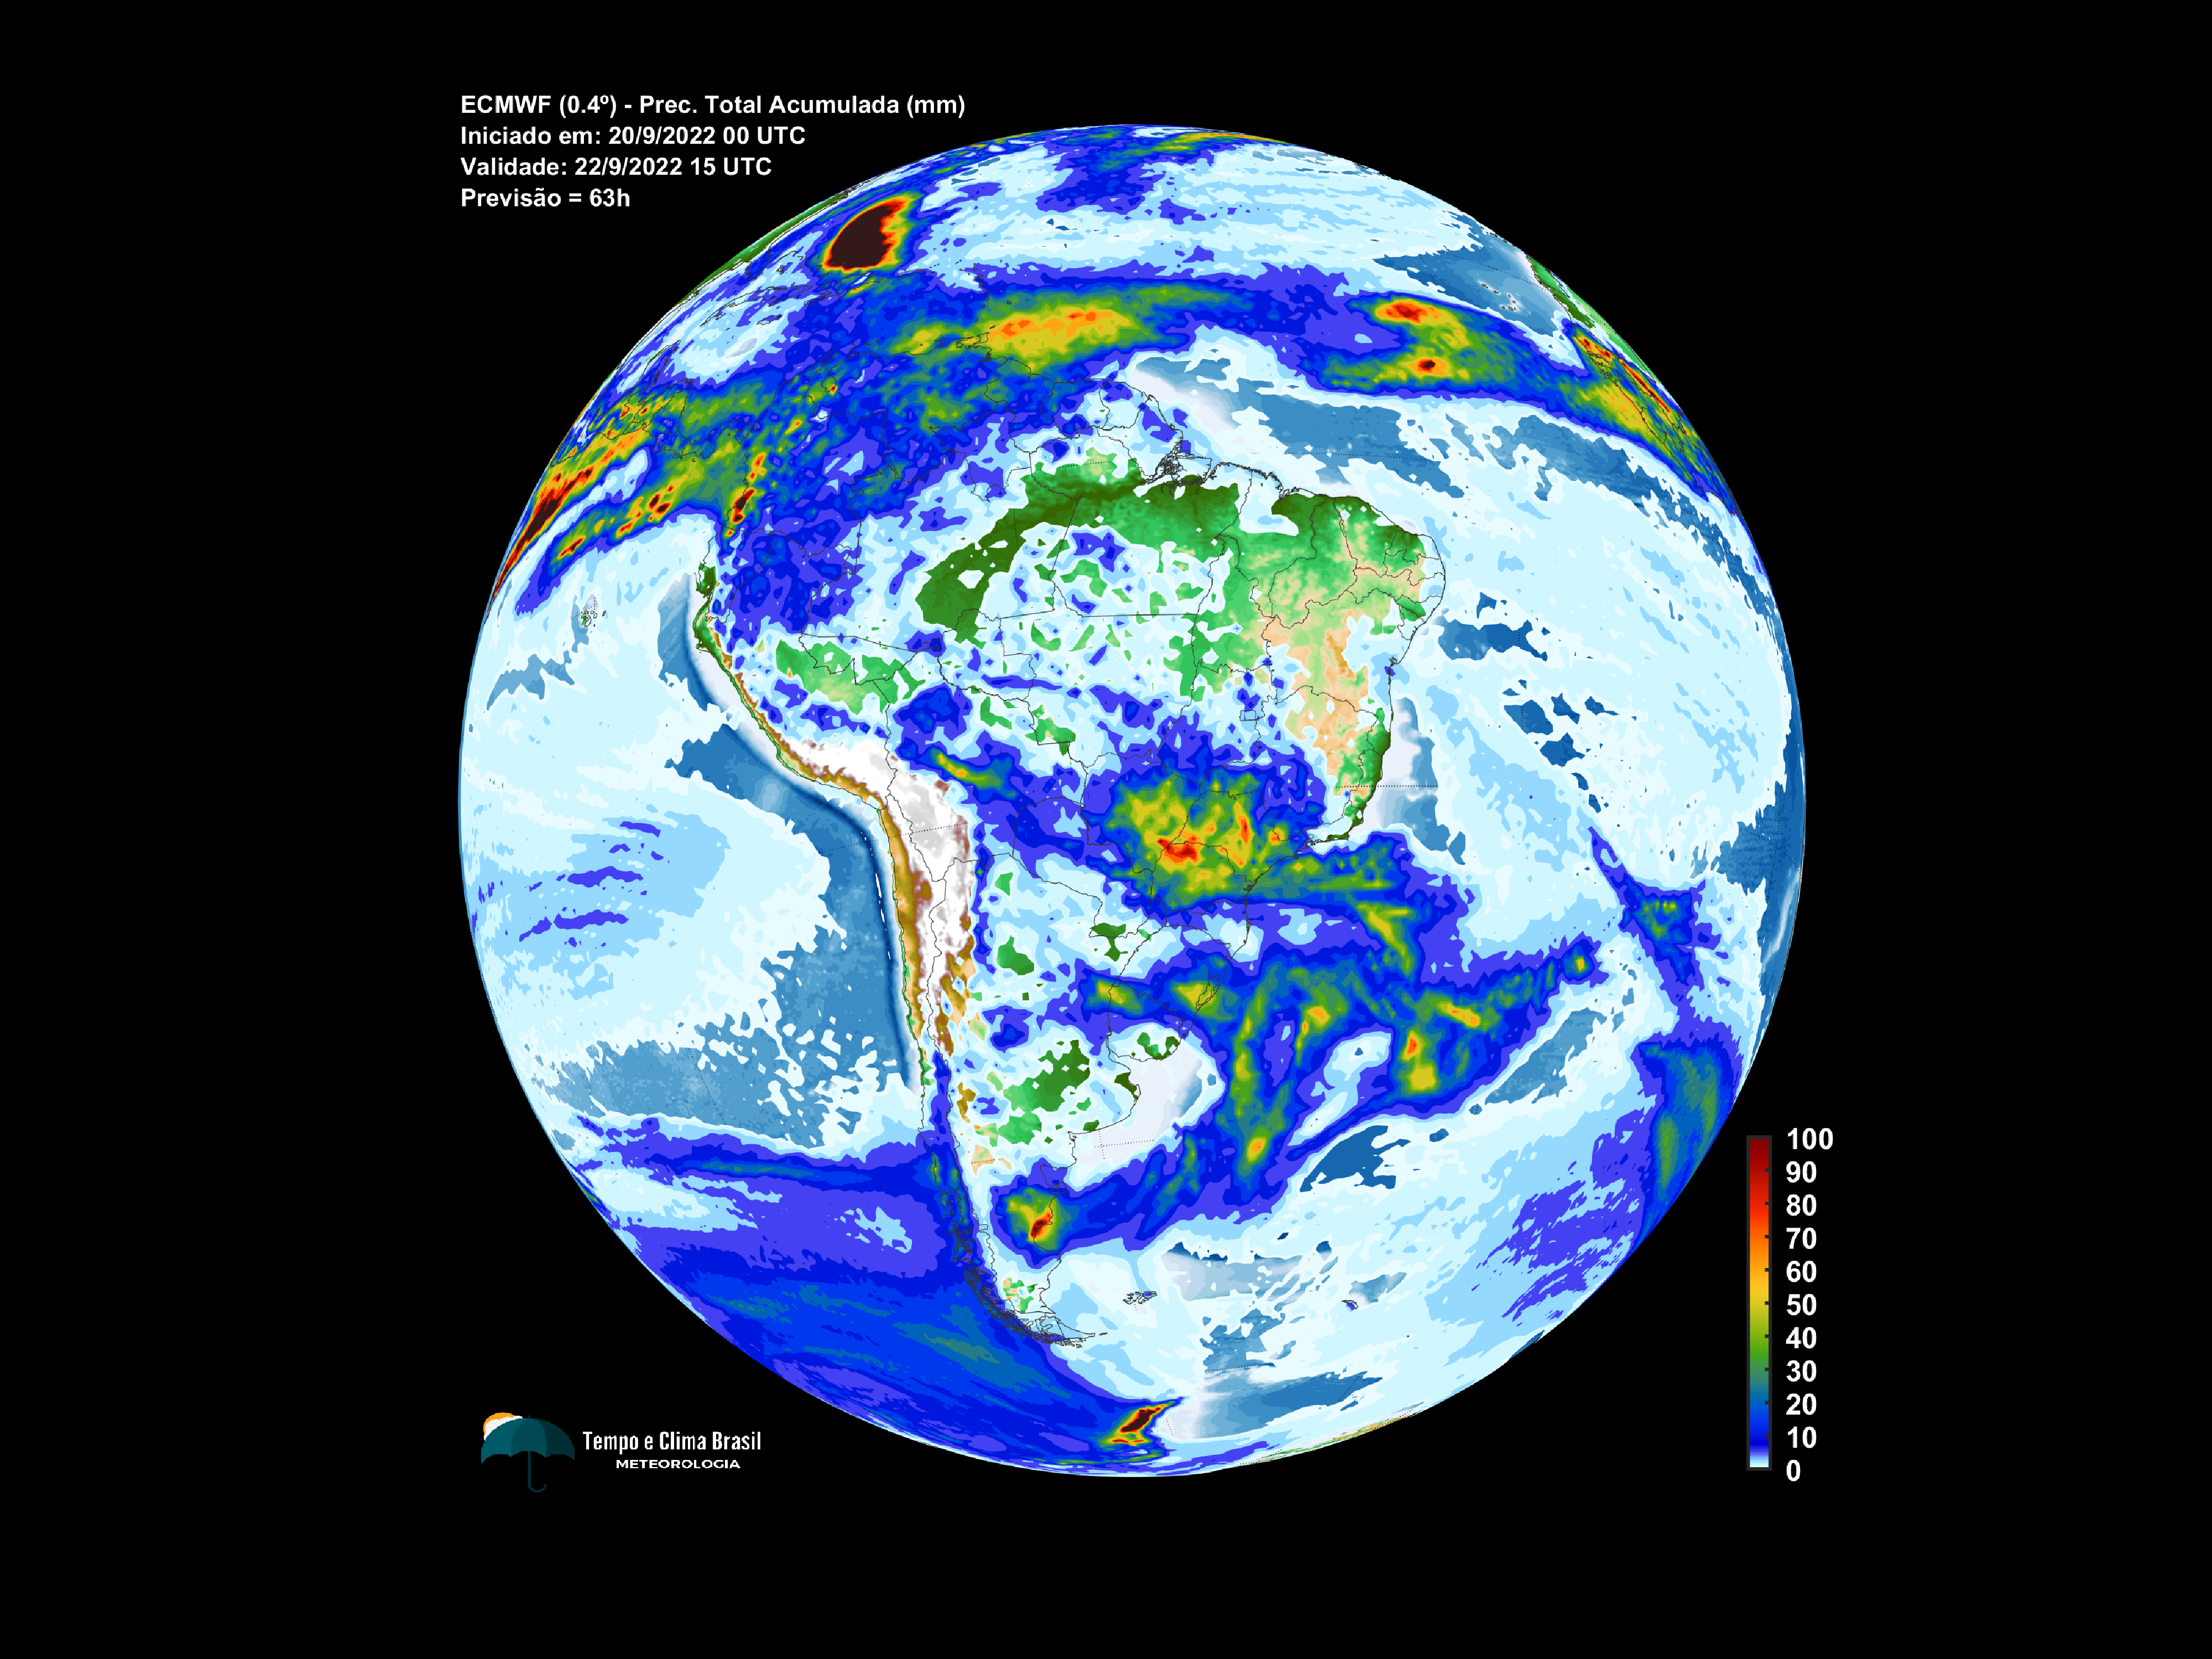 ECMWF (0.4º) - Prec. Total Acumulada (mm)
Iniciado em: 20/9/2022 00 UTC
Validade: 22/9/2022 15 UTC
Previsão = 63h
100
90
80
70
60
50
40
30
20
10
0
Tempo e Clima Brasil
METEOROLOGIA